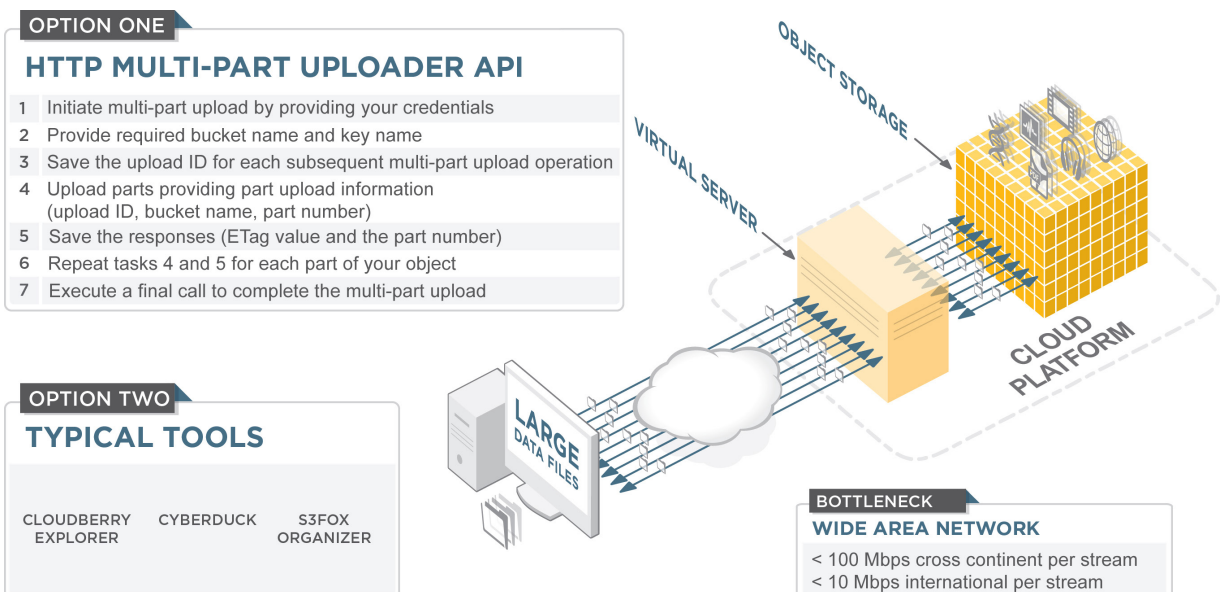 OPTION ONE
HTTP MULTI-PART UPLOADER API
1 Initiate multi-part upload by providing your credentials
2 Provide required bucket name and key name
3 Save the upload ID for each subsequent multi-part upload operation
4 Upload parts providing part upload information
(upload ID, bucket name, part number)
5 Save the responses (ETag value and the part number)
6 Repeat tasks 4 and 5 for each part of your object
7 Execute a final call to complete the multi-part upload
OBJECT STORAGE
VIRTUAL SERVER
CLOUD
PLATFORM
LARGE
DATA FILES
OPTION TWO
TYPICAL TOOLS
CLOUDBERRY
EXPLORER
CYBERDUCK
S3FOX
ORGANIZER
BOTTLENECK
WIDE AREA NETWORK
< 100 Mbps cross continent per stream
< 10 Mbps international per stream